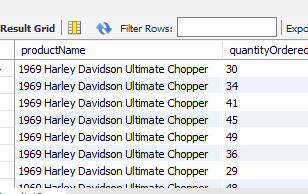 Result Grid Filter Rows: Expo
productName quantityOrdered
1969 Harley Davidson Ultimate Chopper 30
1969 Harley Davidson Ultimate Chopper 34
1969 Harley Davidson Ultimate Chopper 41
1969 Harley Davidson Ultimate Chopper 45
1969 Harley Davidson Ultimate Chopper 49
1969 Harley Davidson Ultimate Chopper 36
1969 Harley Davidson Ultimate Chopper 29
1969 Harley Davidson Ultimate Chopper 48